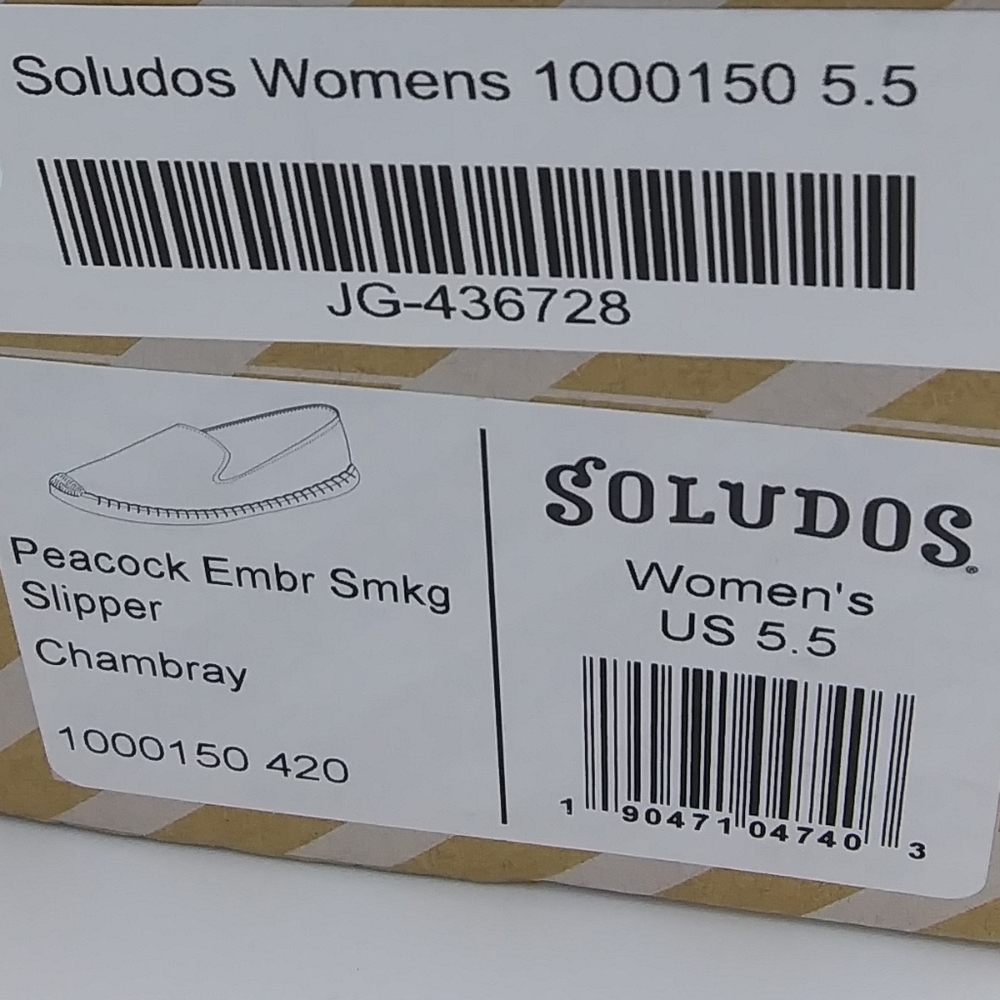 Soludos Womens 1000150 5.5
JG-436728
Peacock Embr Smkg
Slipper
Chambray
1000150 420
SOLUDOS®
Women's
US 5.5
1 90471 04740 3